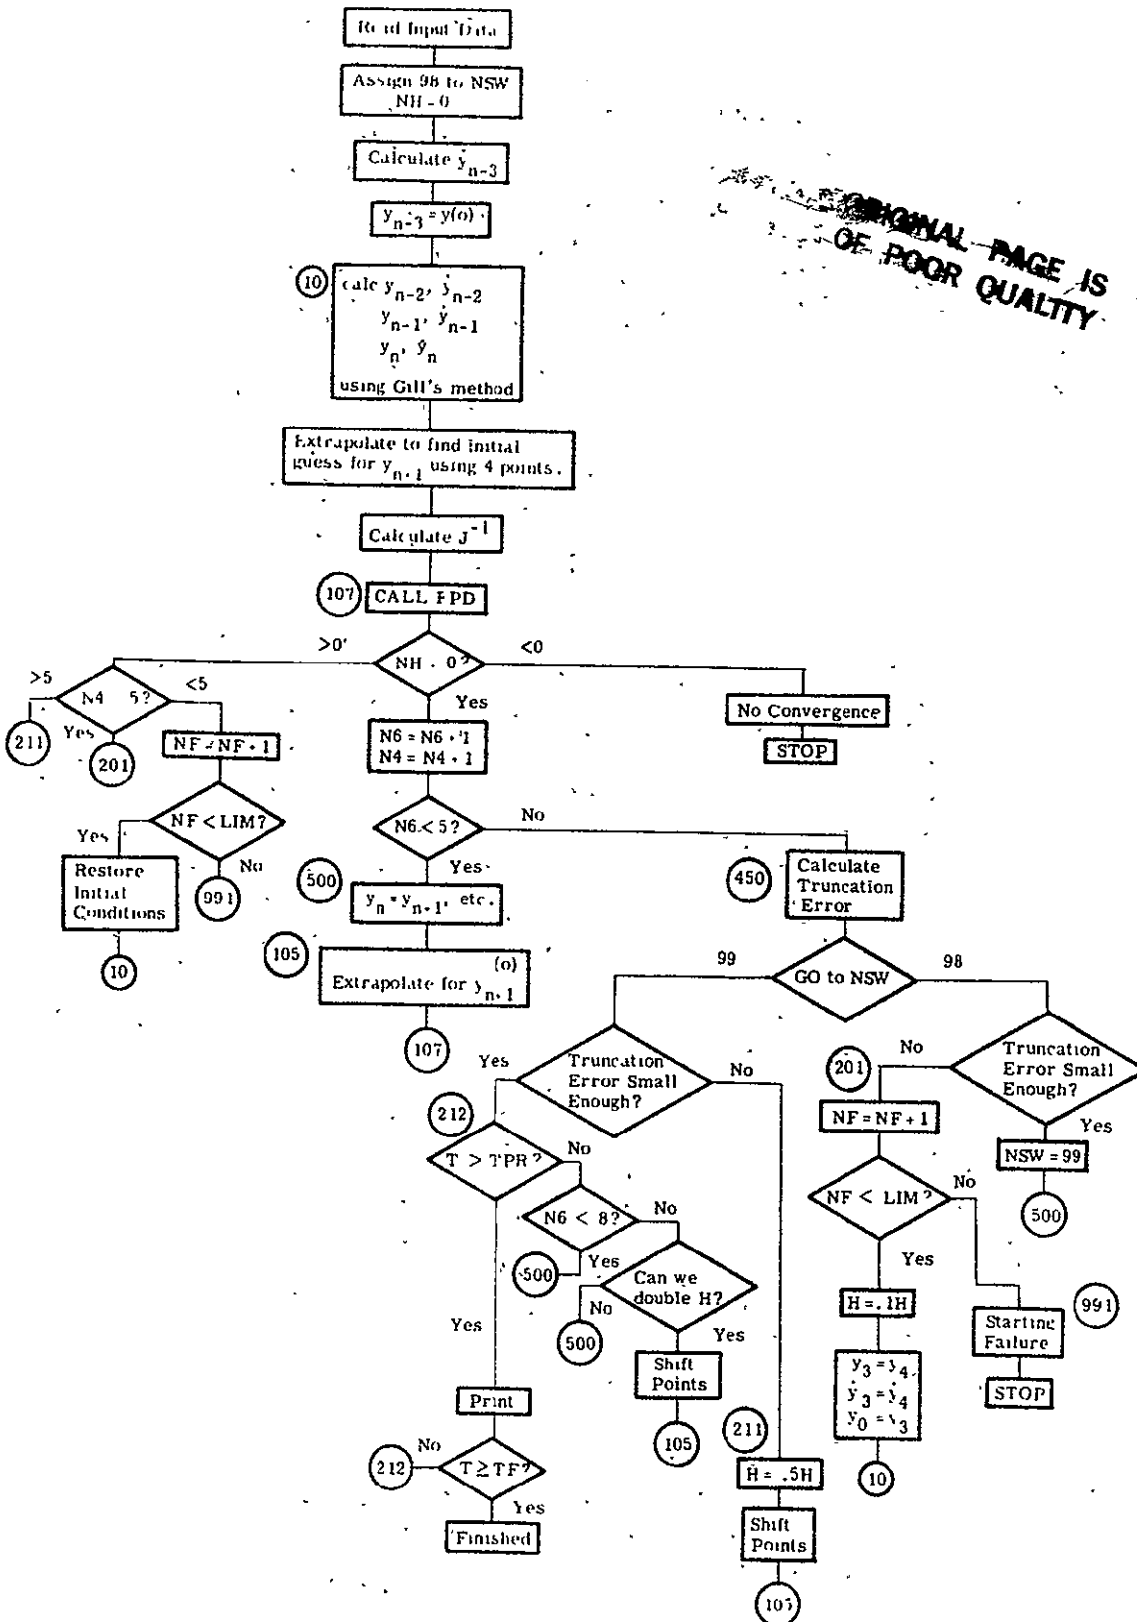 Read Input Data
Assign 98 to NSW
NH = 0
Calculate ẏn-3
yn-3 = y(o)
ORIGINAL PAGE IS
OF POOR QUALITY
10
calc yn-2, ẏn-2
yn-1, ẏn-1
yn, ẏn
using Gill's method
Extrapolate to find initial
guess for yn+1 using 4 points.
Calculate J-1
107
CALL
>0
NH = 0?
<0
>5
N4 = 5?
<5
Yes
Yes
211
201
NF = NF + 1
N6 = N6 + 1
N4 = N4 + 1
No Convergence
STOP
NF < LIM?
N6 < 5?
No
Yes
No
Yes
Restore
Initial
Conditions
991
500
yn = yn+1, etc.
450
Calculate
Truncation
Error
10
105
(o)
Extrapolate for yn+1
99
GO to NSW
98
107
Yes
Truncation
Error Small
Enough?
No
201
No
Truncation
Error Small
Enough?
212
NF = NF + 1
Yes
T > TPR?
No
NSW = 99
N6 < 8?
No
NF < LIM?
No
500
500
Yes
Can we
double H?
Yes
No
H = .1H
991
Yes
500
Yes
Starting
Failure
Shift
Points
y3 = y4
ẏ3 = ẏ4
y0 = y3
STOP
Print
105
211
No
212
T ≥ TF?
H = .5H
10
Yes
Finished
Shift
Points
105